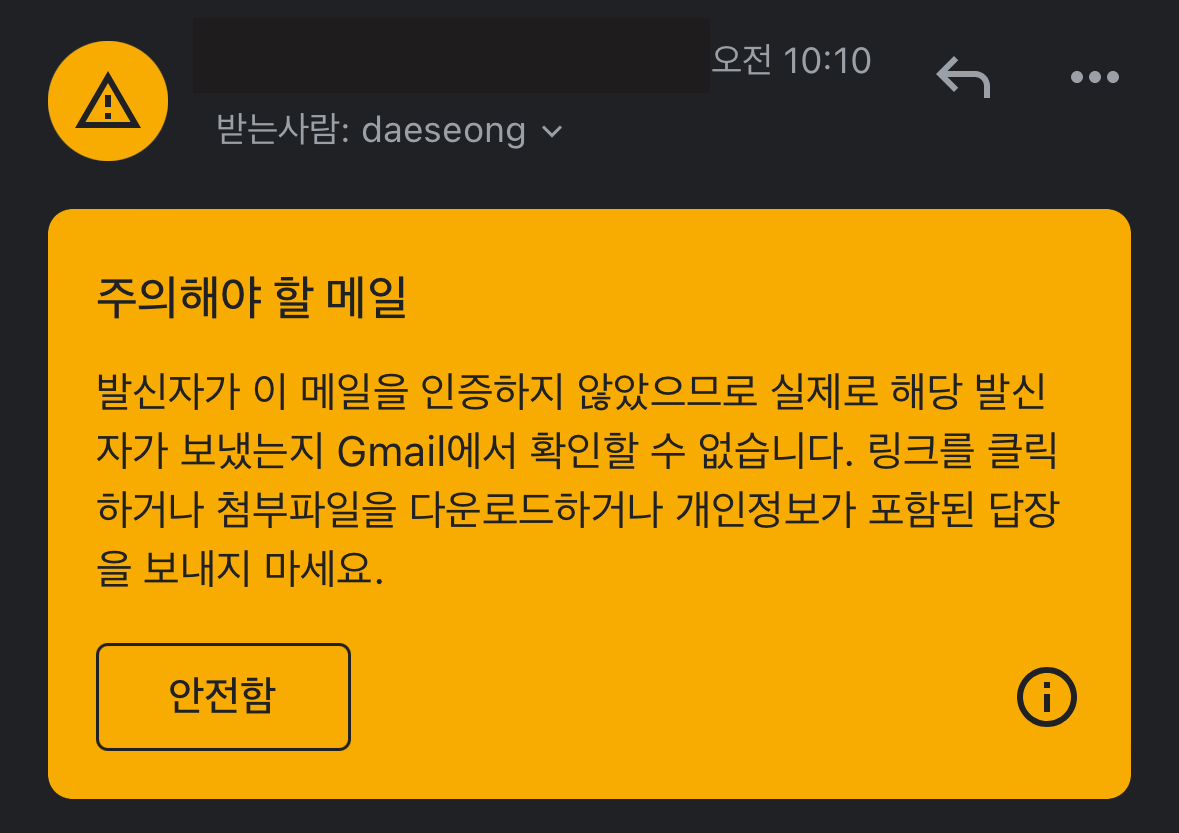 오전 10:10
받는사람: daeseong
주의해야 할 메일
발신자가 이 메일을 인증하지 않았으므로 실제로 해당 발신
자가 보냈는지 Gmail에서 확인할 수 없습니다. 링크를 클릭
하거나 첨부파일을 다운로드하거나 개인정보가 포함된 답장
을 보내지 마세요.
안전함